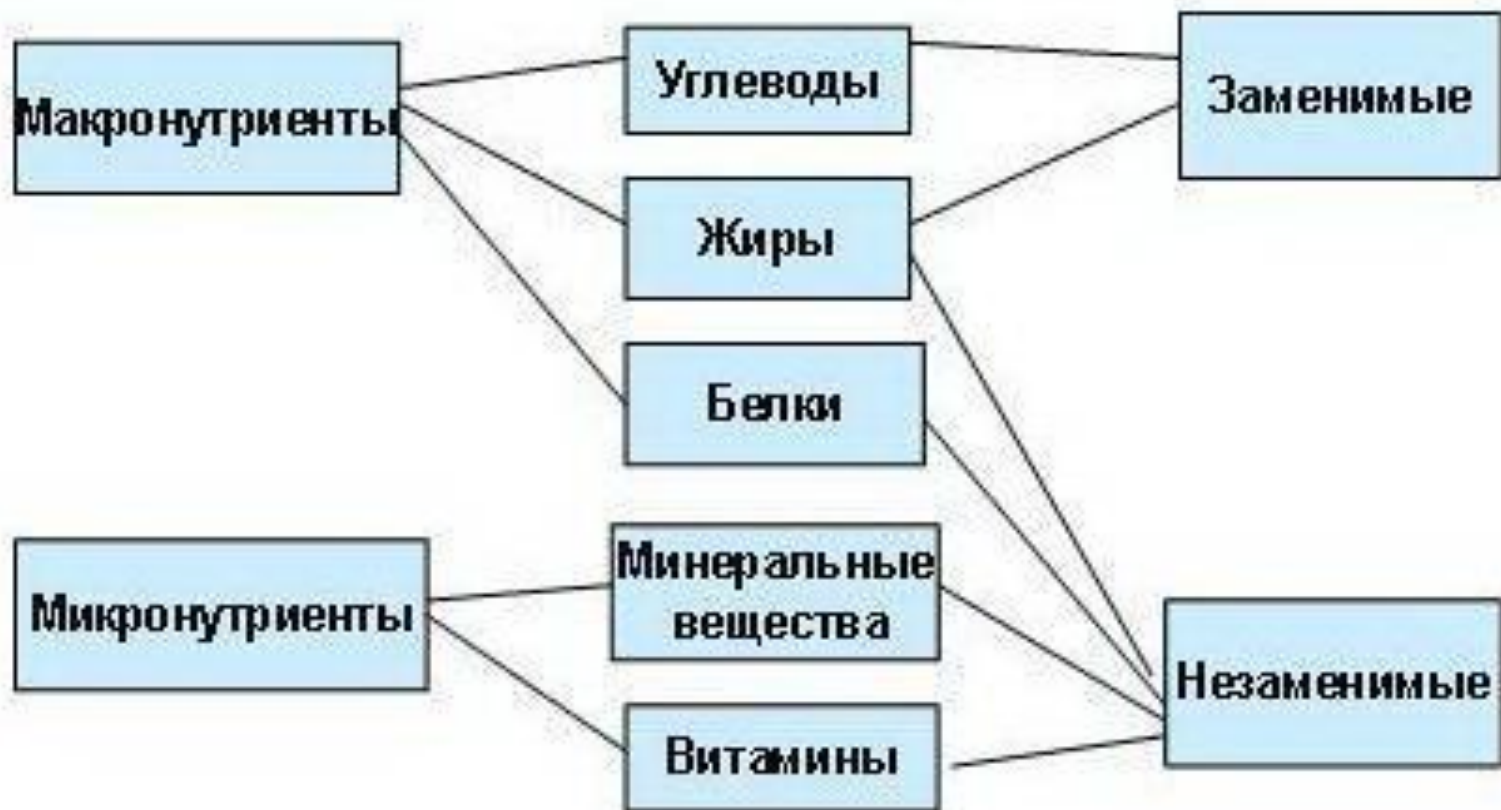 Макронутриенты
Углеводы
Заменимые
Жиры
Белки
Микронутриенты
Минеральные
вещества
Незаменимые
Витамины